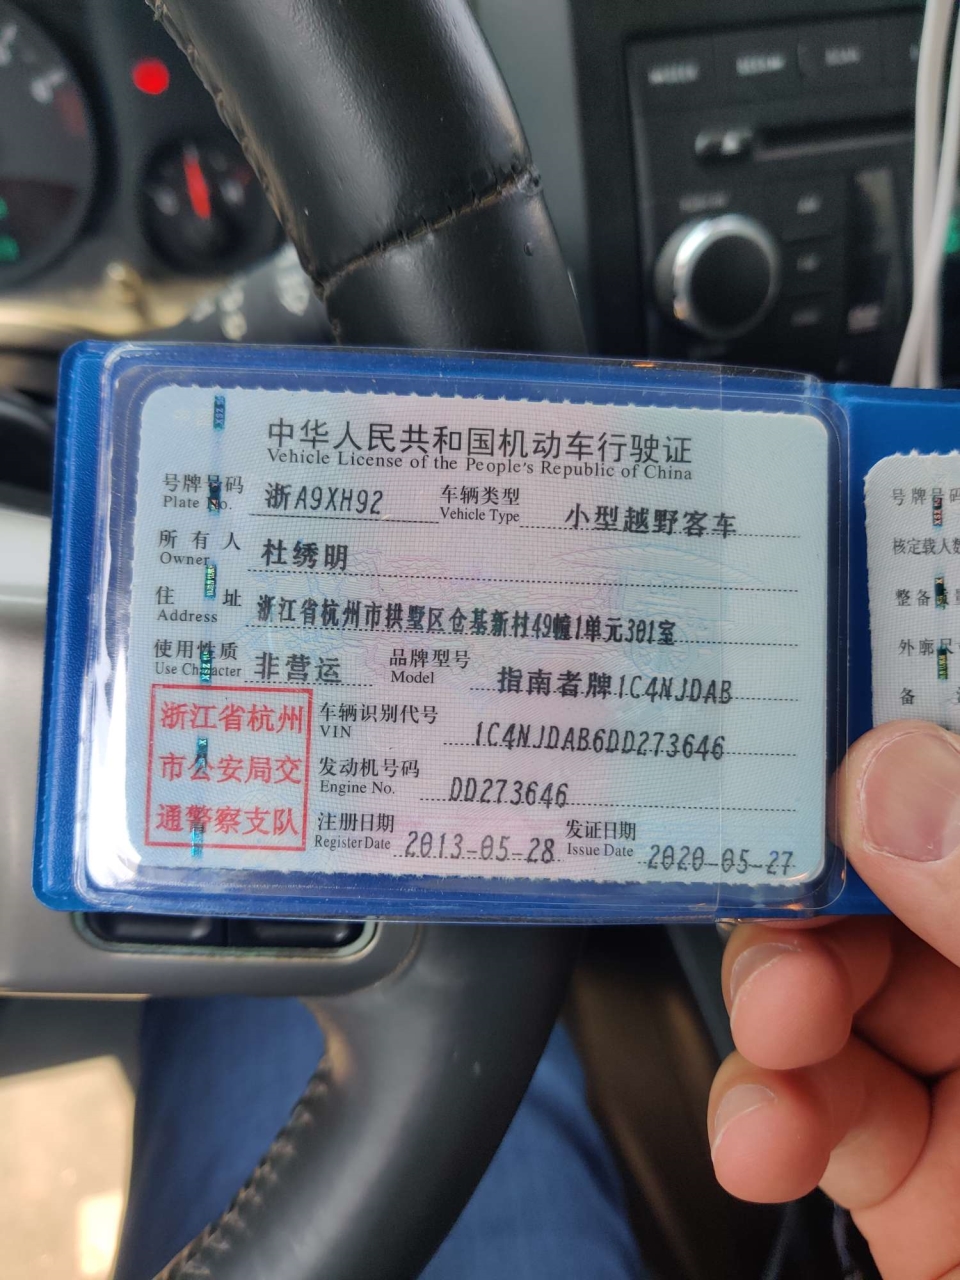 中华人民共和国机动车行驶证
Vehicle License of the People's Republic of China
号牌号码 浙A9XH92 车辆类型 小型越野客车
Plate No. Vehicle Type
所有人 杜绣明
Owner
住址 浙江省杭州市拱墅区仓基新村49幢1单元301室
Address
使用性质 非营运 品牌型号 指南者牌1C4NJDAB
Use Character Model
浙江省杭州
市公安局交
通警察支队
车辆识别代号 1C4NJDAB6DD273646
VIN
发动机号码 DD273646
Engine No.
注册日期 2013-05-28 发证日期 2020-05-27
Register Date Issue Date
号牌号码
核定载人数
整备质量
外廓尺
备